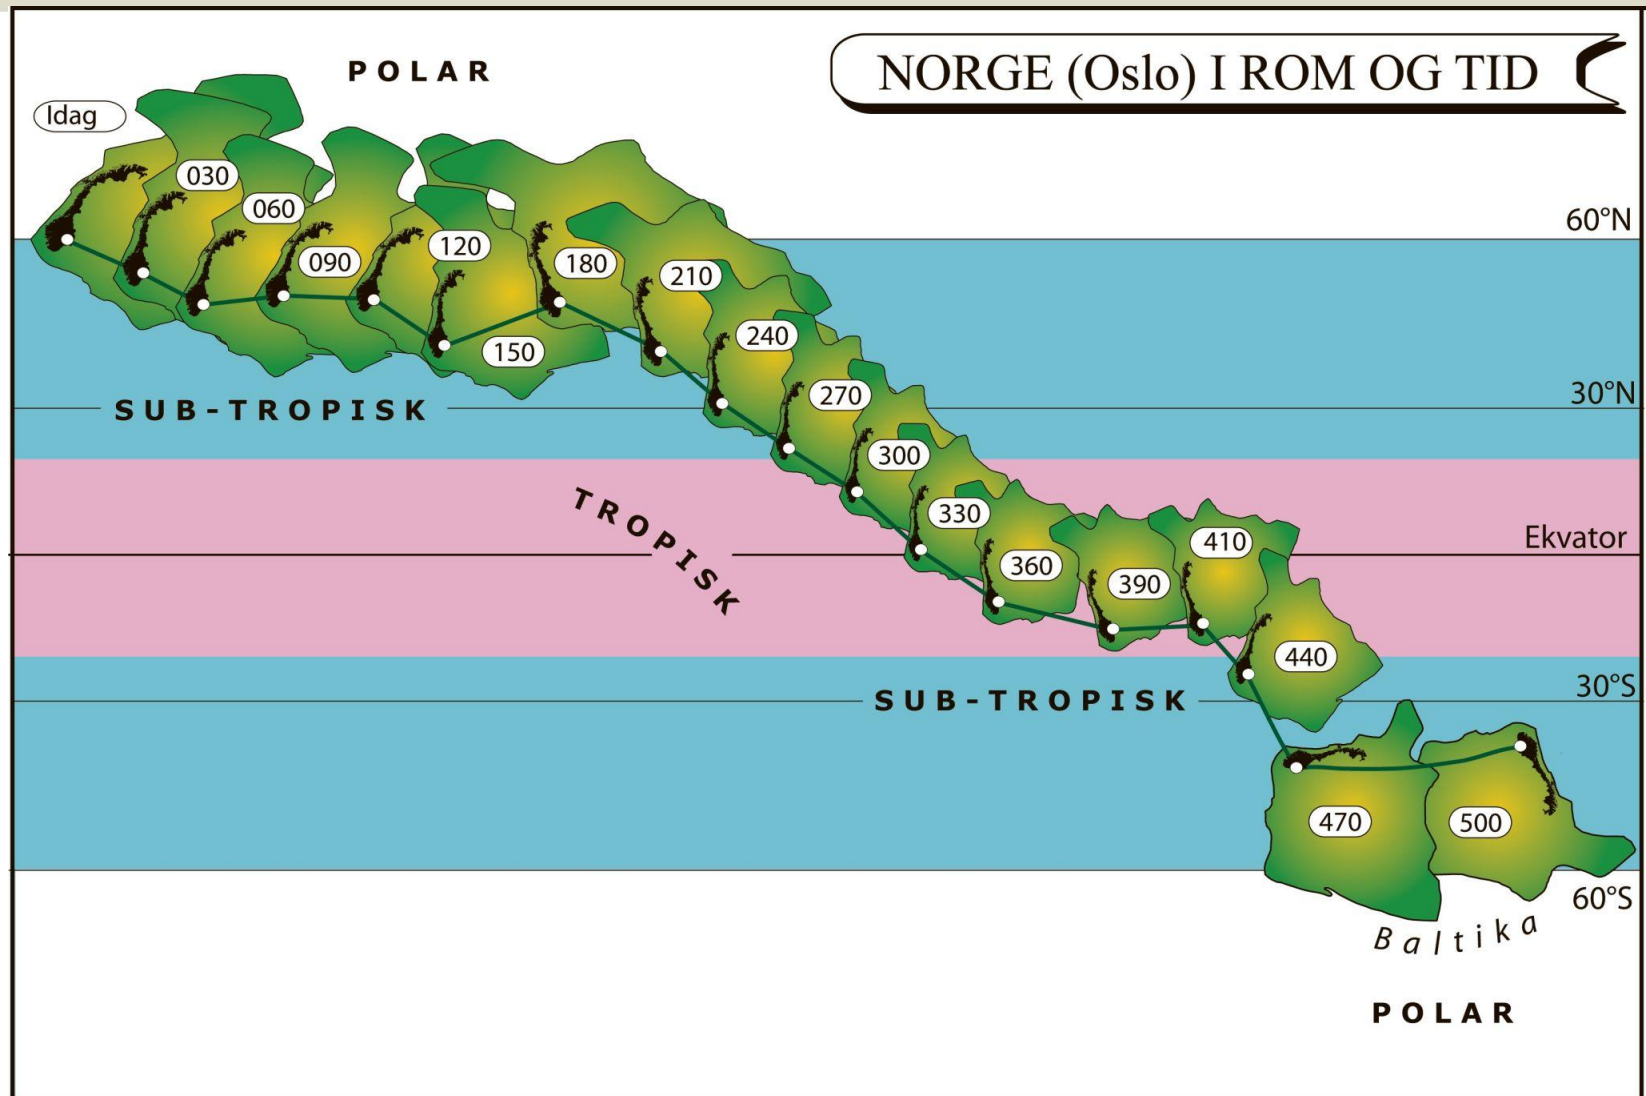 POLAR
NORGE (Oslo) I ROM OG TID
Idag
030
060
60°N
120
090
180
210
240
150
270
30°N
SUB-TROPISK
300
TROPISK
330
410
Ekvator
360
390
440
30°S
SUB-TROPISK
470
500
60°S
Baltika
POLAR